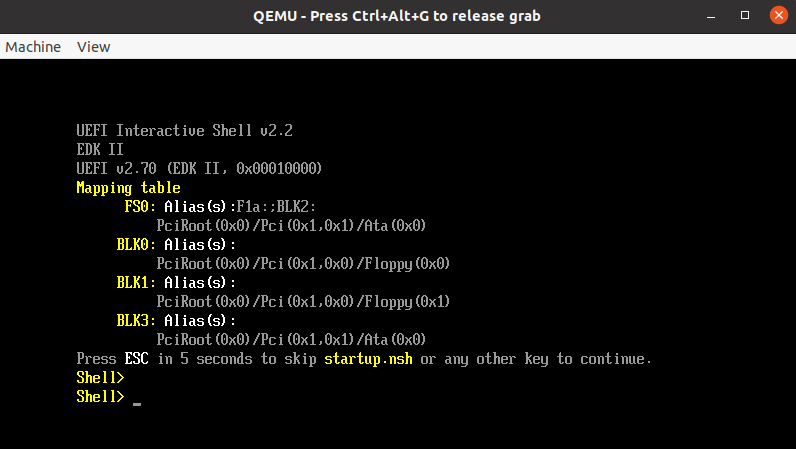 QEMU - Press Ctrl+Alt+G to release grab
Machine View
UEFI Interactive Shell v2.2
EDK II
UEFI v2.70 (EDK II, 0x00010000)
Mapping table
FS0: Alias(s):F1a:;BLK2:
PciRoot(0x0)/Pci(0x1,0x1)/Ata(0x0)
BLK0: Alias(s):
PciRoot(0x0)/Pci(0x1,0x0)/Floppy(0x0)
BLK1: Alias(s):
PciRoot(0x0)/Pci(0x1,0x0)/Floppy(0x1)
BLK3: Alias(s):
PciRoot(0x0)/Pci(0x1,0x1)/Ata(0x0)
Press ESC in 5 seconds to skip startup.nsh or any other key to continue.
Shell>
Shell> _